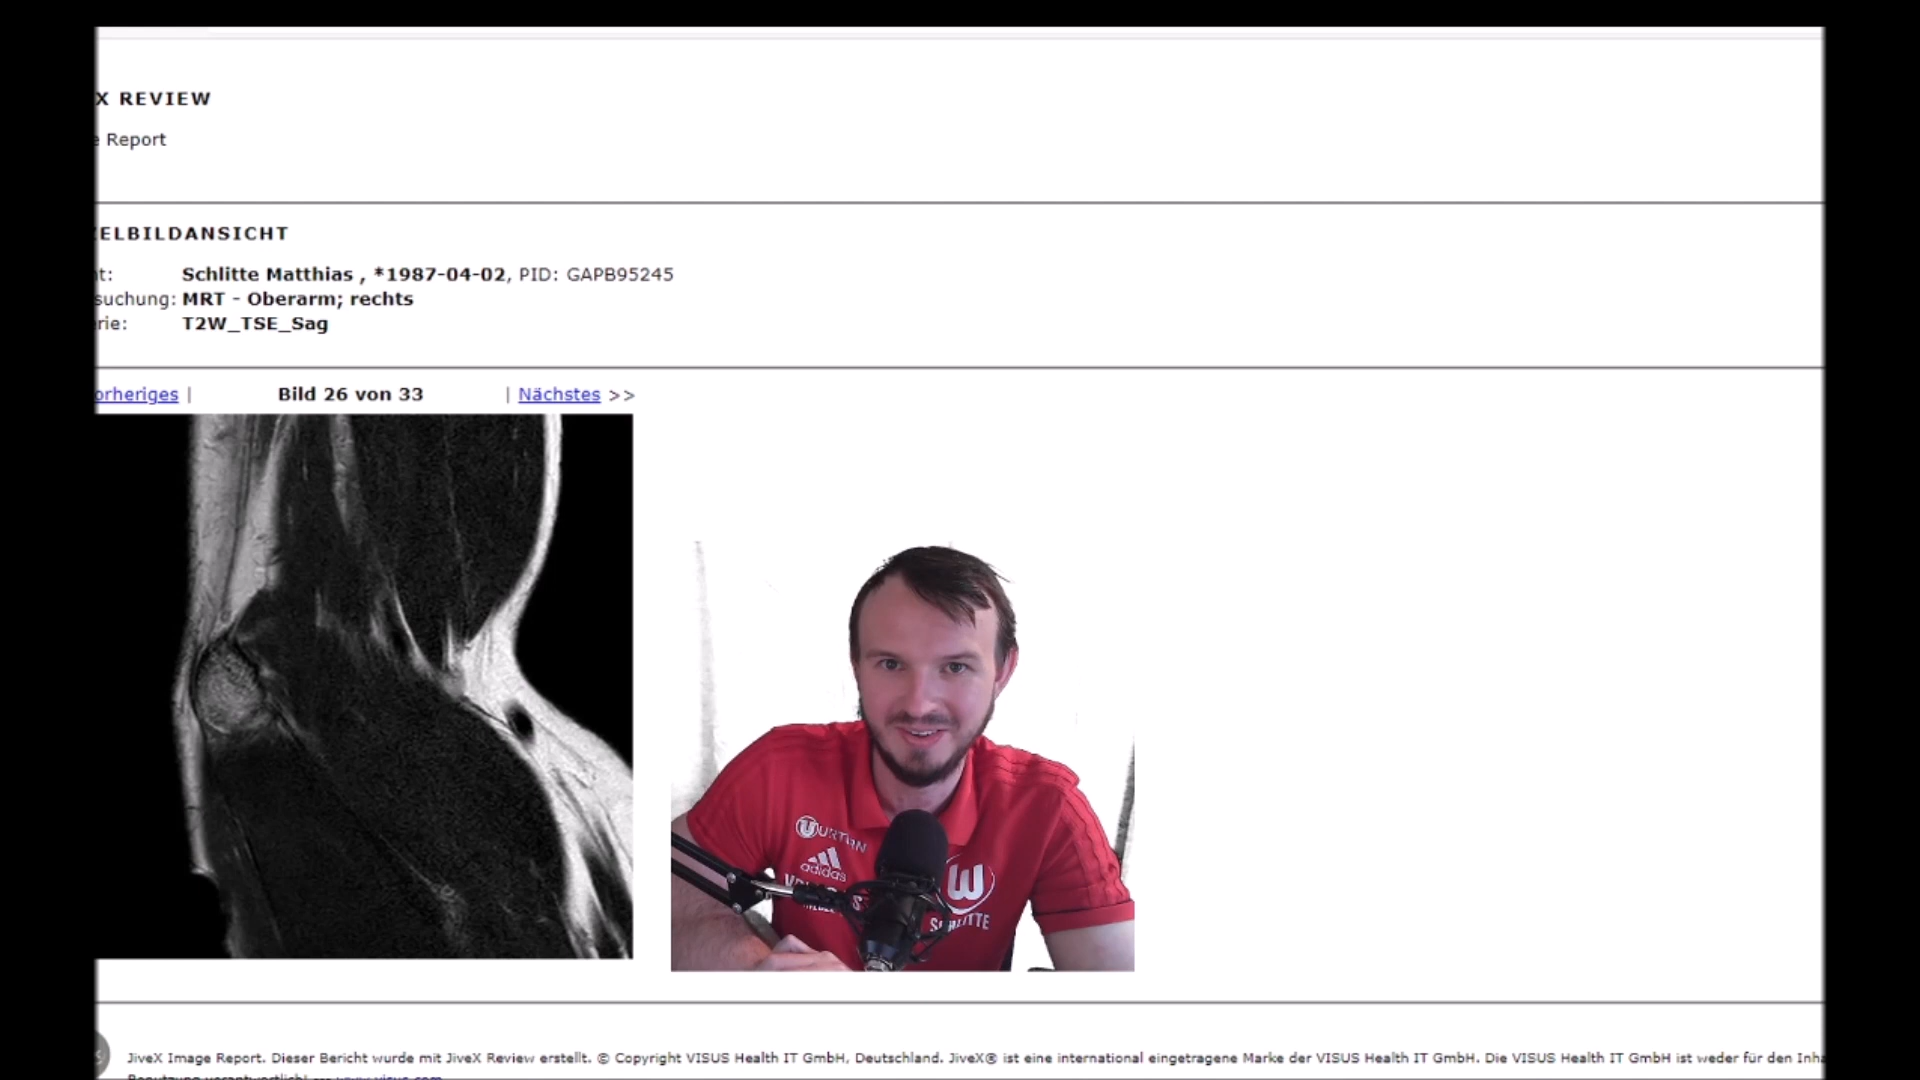 X REVIEW
e Report
ELBILDANSICHT
t: Schlitte Matthias , *1987-04-02, PID: GAPB95245
suchung: MRT - Oberarm; rechts
rie: T2W_TSE_Sag
orheriges | Bild 26 von 33 | Nächstes >>
adidas
W
JiveX Image Report. Dieser Bericht wurde mit JiveX Review erstellt. © Copyright VISUS Health IT GmbH, Deutschland. JiveX® ist eine international eingetragene Marke der VISUS Health IT GmbH. Die VISUS Health IT GmbH ist weder für den Inha